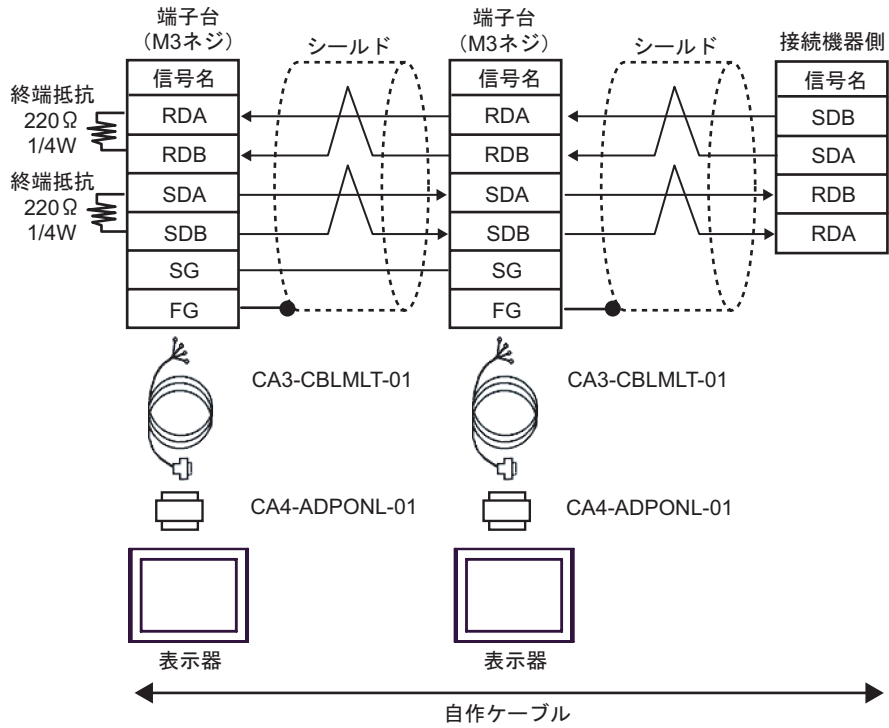 端子台
(M3ネジ)
シールド
端子台
(M3ネジ)
シールド
接続機器側
終端抵抗
220Ω
1/4W
終端抵抗
220Ω
1/4W
信号名
RDA
RDB
SDA
SDB
SG
FG
信号名
RDA
RDB
SDA
SDB
SG
FG
信号名
SDB
SDA
RDB
RDA
CA3-CBLMLT-01
CA3-CBLMLT-01
CA4-ADPONL-01
CA4-ADPONL-01
表示器
表示器
自作ケーブル